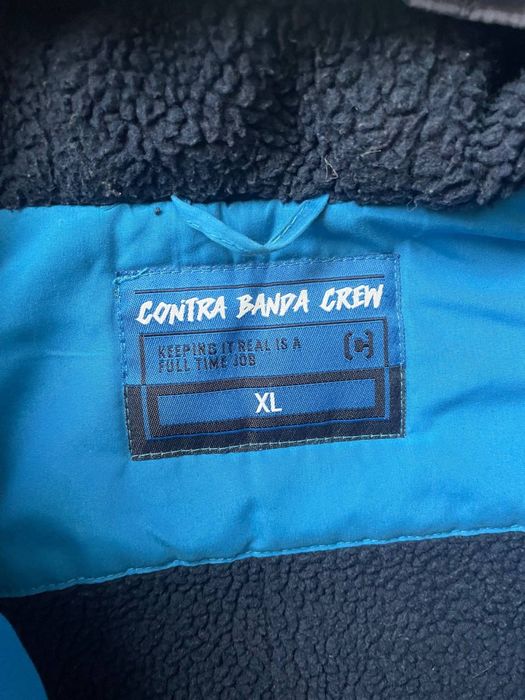 CONTRA BANDA CREW
KEEPING IT REAL IS A
FULL TIME JOB
[C]
XL